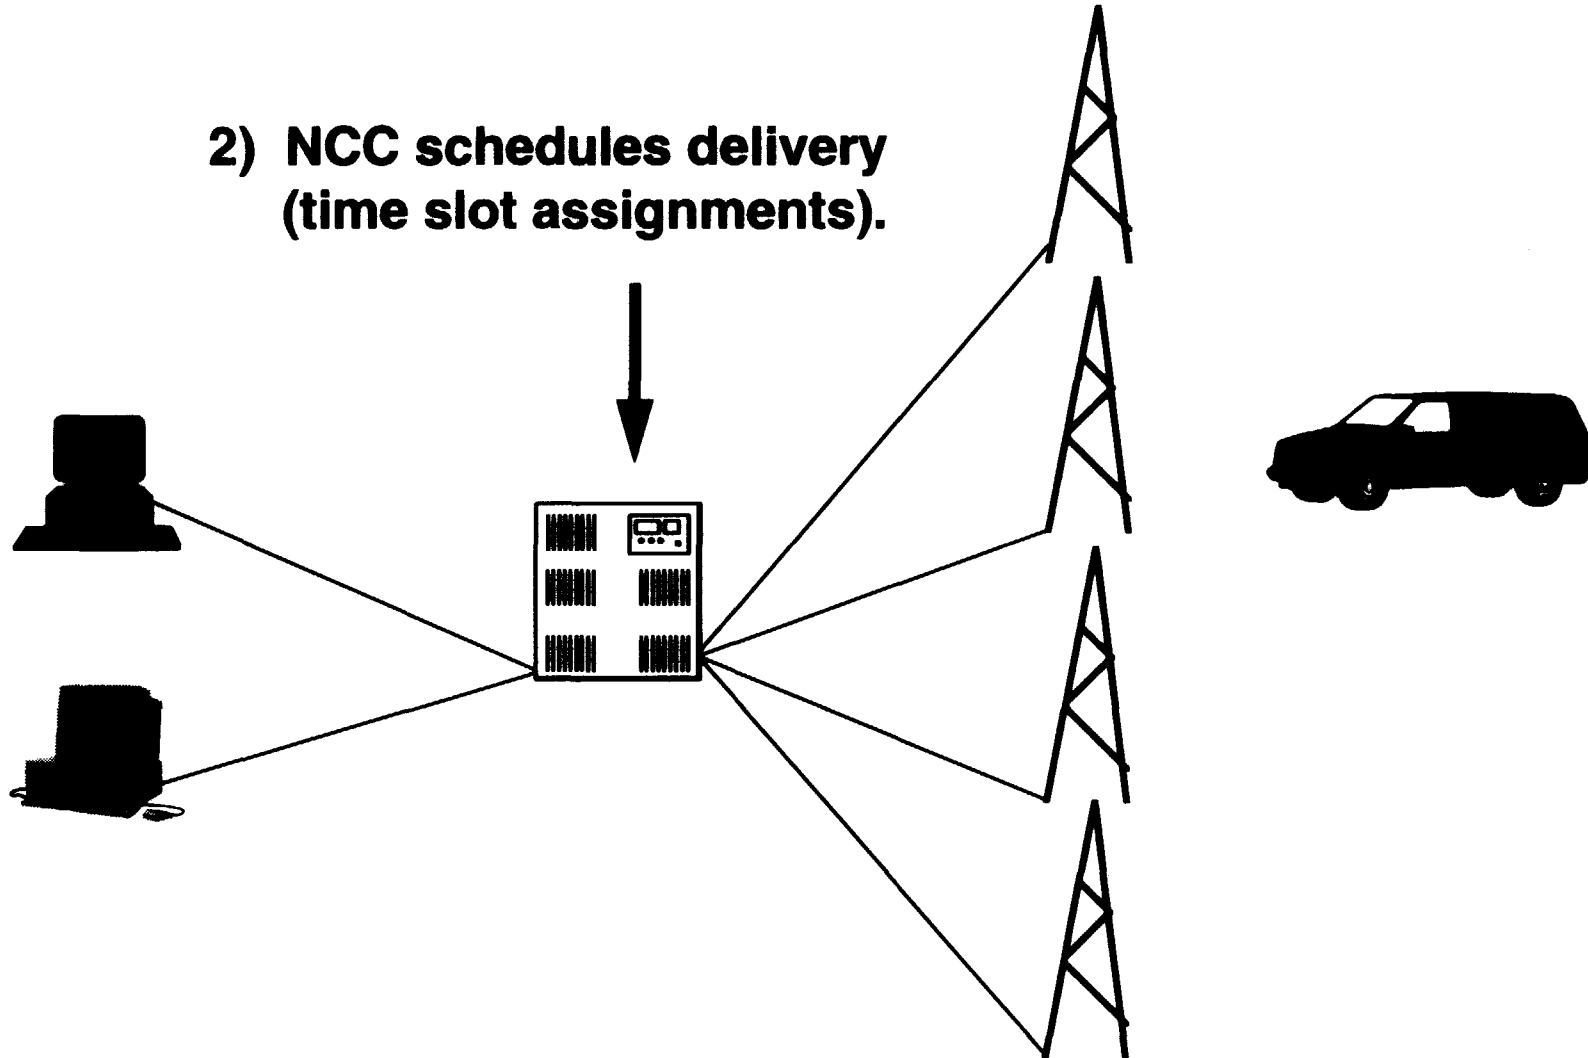 2) NCC schedules delivery
(time slot assignments).